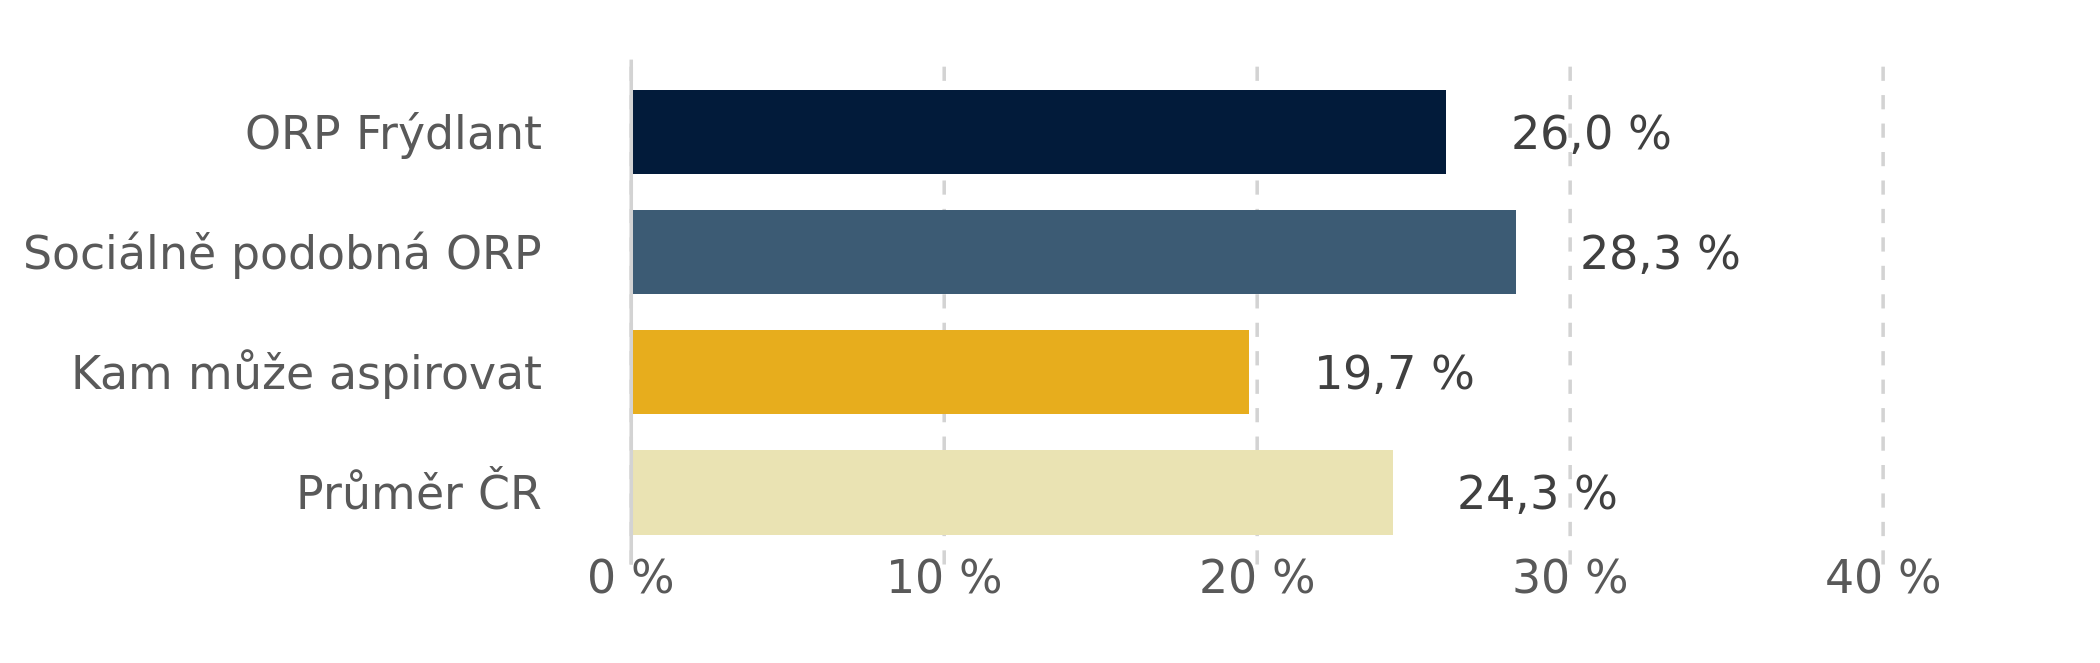 ORP Frýdlant
26,0 %
Sociálně podobná ORP
28,3 %
Kam může aspirovat
19,7 %
Průměr ČR
24,3 %
0 %
10 %
20 %
30 %
40 %